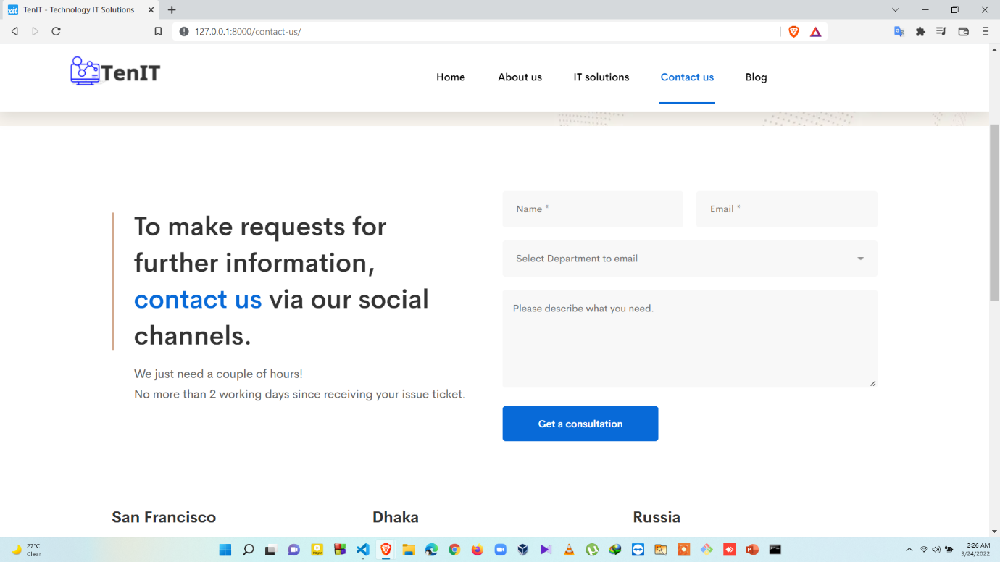 xit TenIT - Technology IT Solutions
127.0.0.1:8000/contact-us/
TenIT
Home About us IT solutions Contact us Blog
To make requests for
further information,
contact us via our social
channels.
We just need a couple of hours!
No more than 2 working days since receiving your issue ticket.
Name *
Email *
Select Department to email
Please describe what you need.
Get a consultation
San Francisco
Dhaka
Russia
27°C
Clear
2:26 AM
3/24/2022